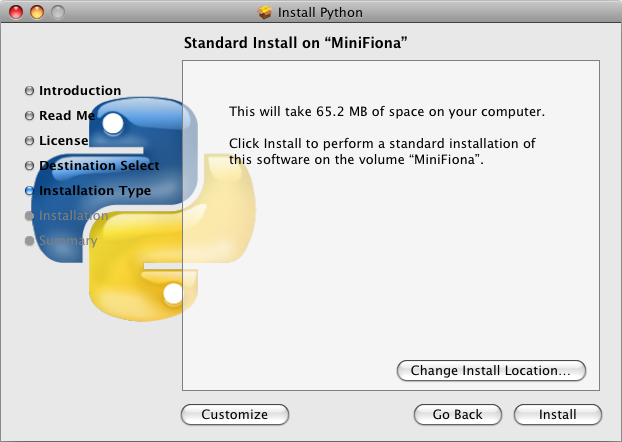 Install Python
Standard Install on “MiniFiona”
Introduction
Read Me
License
Destination Select
Installation Type
Installation
Summary
This will take 65.2 MB of space on your computer.
Click Install to perform a standard installation of
this software on the volume “MiniFiona”.
Change Install Location...
Customize
Go Back
Install